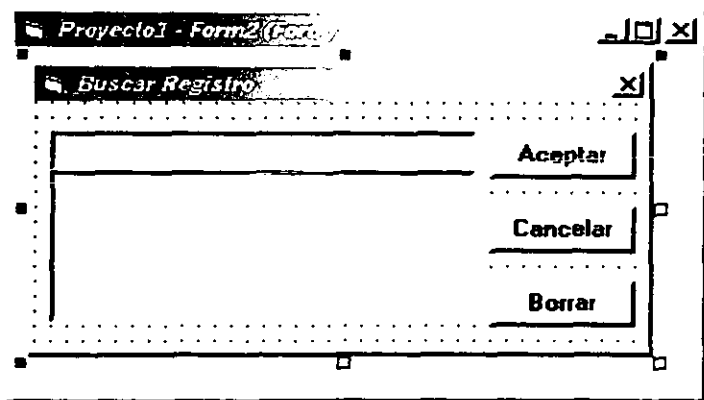 Proyecto1 - Form2
Buscar Registro
Aceptar
Cancelar
Borrar